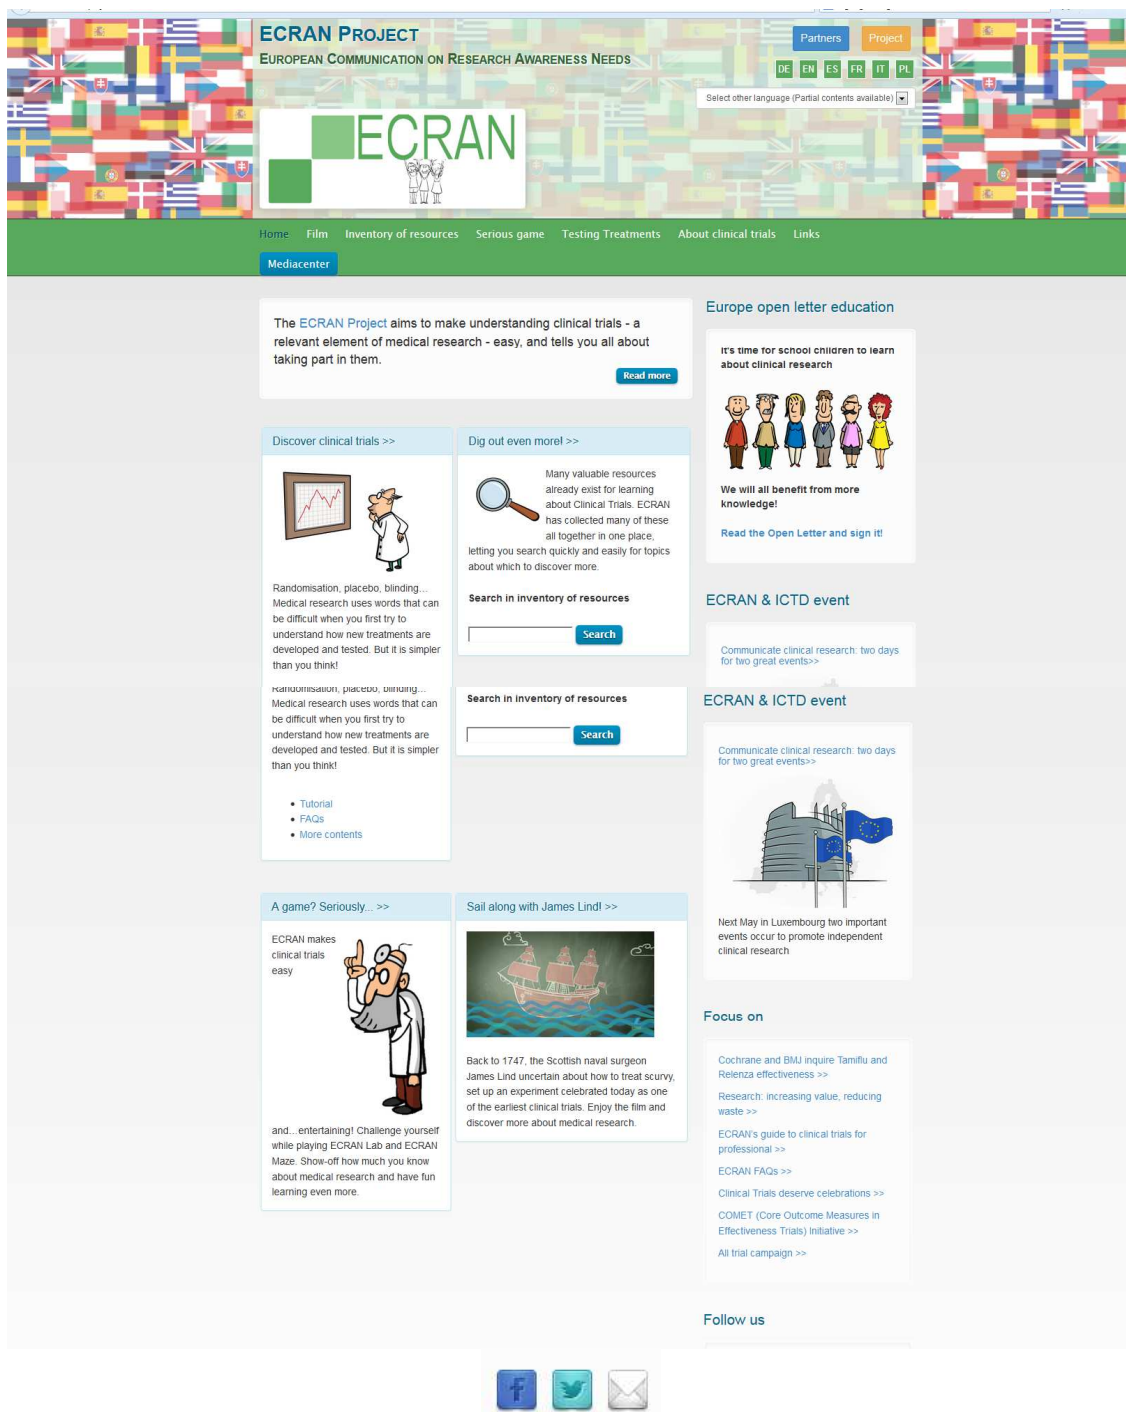 ECRAN PROJECT
EUROPEAN COMMUNICATION ON RESEARCH AWARENESS NEEDS
Partners
Project
DE EN ES FR IT PL
Select other language (Partial contents available)
ECRAN
Home Film Inventory of resources Serious game Testing Treatments About clinical trials Links
Mediacenter
The ECRAN Project aims to make understanding clinical trials - a
relevant element of medical research - easy, and tells you all about
taking part in them.
Read more
Discover clinical trials >>
Randomisation, placebo, blinding...
Medical research uses words that can
be difficult when you first try to
understand how new treatments are
developed and tested. But it is simpler
than you think!
Randomisation, placebo, blinding...
Medical research uses words that can
be difficult when you first try to
understand how new treatments are
developed and tested. But it is simpler
than you think!
Tutorial
FAQs
More contents
Dig out even more! >>
Many valuable resources
already exist for learning
about Clinical Trials. ECRAN
has collected many of these
all together in one place,
letting you search quickly and easily for topics
about which to discover more.
Search in inventory of resources
Search
Search in inventory of resources
Search
A game? Seriously... >>
ECRAN makes
clinical trials
easy
and...entertaining! Challenge yourself
while playing ECRAN Lab and ECRAN
Maze. Show-off how much you know
about medical research and have fun
learning even more.
Sail along with James Lind! >>
Back to 1747, the Scottish naval surgeon
James Lind uncertain about how to treat scurvy,
set up an experiment celebrated today as one
of the earliest clinical trials. Enjoy the film and
discover more about medical research.
Europe open letter education
It's time for school children to learn
about clinical research
We will all benefit from more
knowledge!
Read the Open Letter and sign it!
ECRAN & ICTD event
Communicate clinical research: two days
for two great events>>
ECRAN & ICTD event
Communicate clinical research: two days
for two great events>>
Next May in Luxembourg two important
events occur to promote independent
clinical research
Focus on
Cochrane and BMJ inquire Tamiflu and
Relenza effectiveness >>
Research: increasing value, reducing
waste >>
ECRAN's guide to clinical trials for
professional >>
ECRAN FAQs >>
Clinical Trials deserve celebrations >>
COMET (Core Outcome Measures in
Effectiveness Trials) Initiative >>
All trial campaign >>
Follow us
f